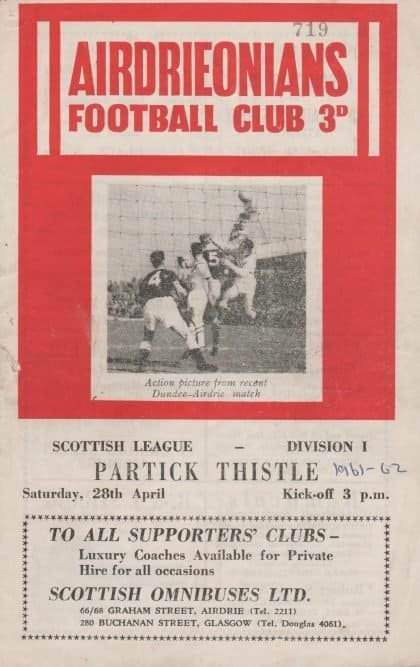 719
AIRDRIEONIANS
FOOTBALL CLUB 3D
4
5
Action picture from recent
Dundee-Airdrie match
SCOTTISH LEAGUE – DIVISION I
PARTICK THISTLE 1961-62
Saturday, 28th April Kick-off 3 p.m.
TO ALL SUPPORTERS' CLUBS –
Luxury Coaches Available for Private
Hire for all occasions
SCOTTISH OMNIBUSES LTD.
66/68 GRAHAM STREET, AIRDRIE (Tel. 2211)
280 BUCHANAN STREET, GLASGOW (Tel. Douglas 4061)